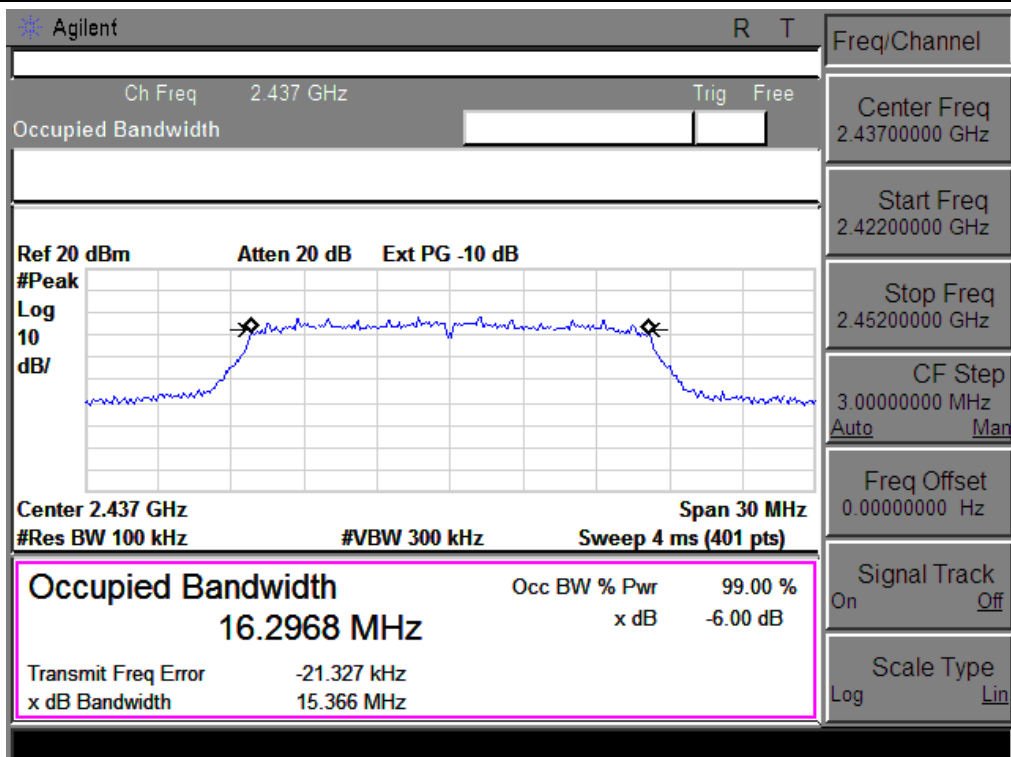 Agilent R T
Ch Freq 2.437 GHz Trig Free
Occupied Bandwidth
Ref 20 dBm Atten 20 dB Ext PG -10 dB
#Peak
Log
10
dB/
Center 2.437 GHz Span 30 MHz
#Res BW 100 kHz #VBW 300 kHz Sweep 4 ms (401 pts)
Occupied Bandwidth Occ BW % Pwr 99.00 %
16.2968 MHz x dB -6.00 dB
Transmit Freq Error -21.327 kHz
x dB Bandwidth 15.366 MHz
Freq/Channel
Center Freq
2.43700000 GHz
Start Freq
2.42200000 GHz
Stop Freq
2.45200000 GHz
CF Step
3.00000000 MHz
Auto Man
Freq Offset
0.00000000 Hz
Signal Track
On Off
Scale Type
Log Lin